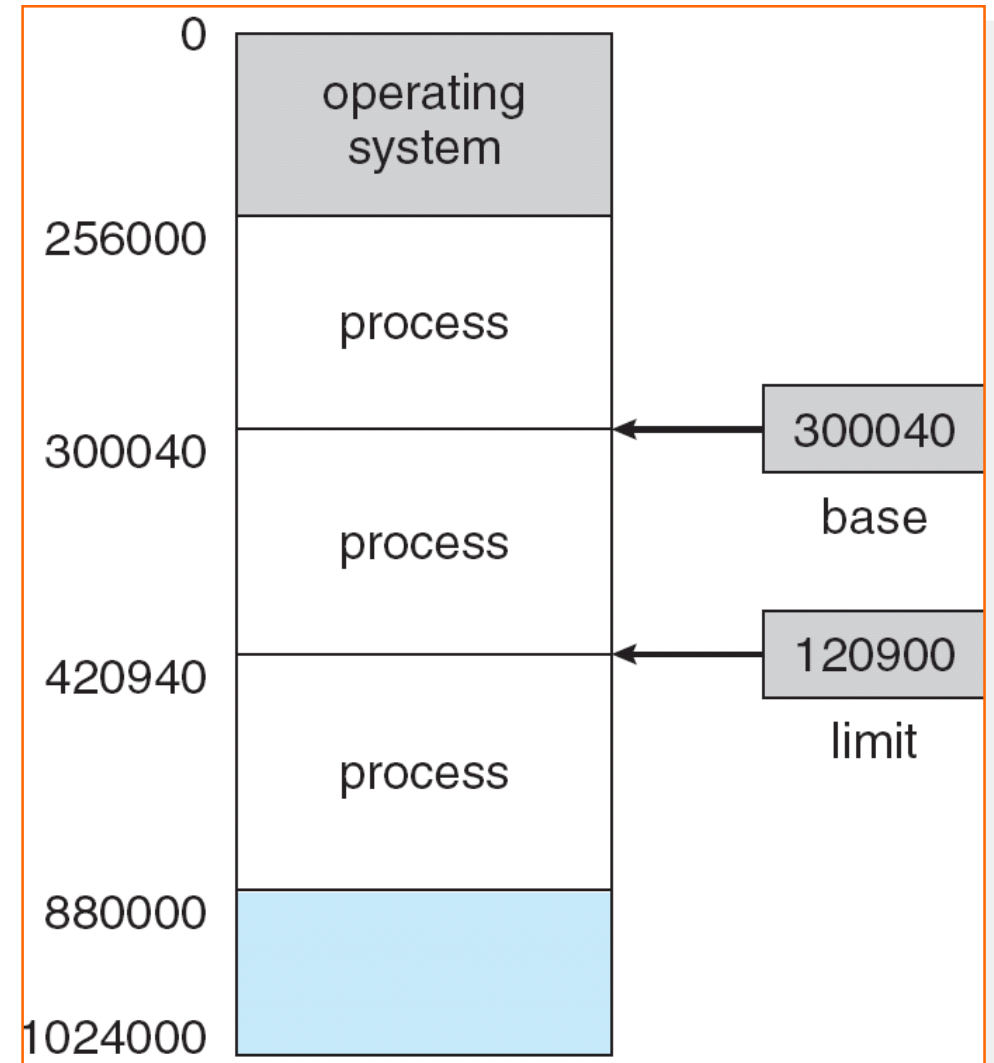 0
operating
system
256000
process
300040
300040
base
process
120900
420940
limit
process
880000
1024000